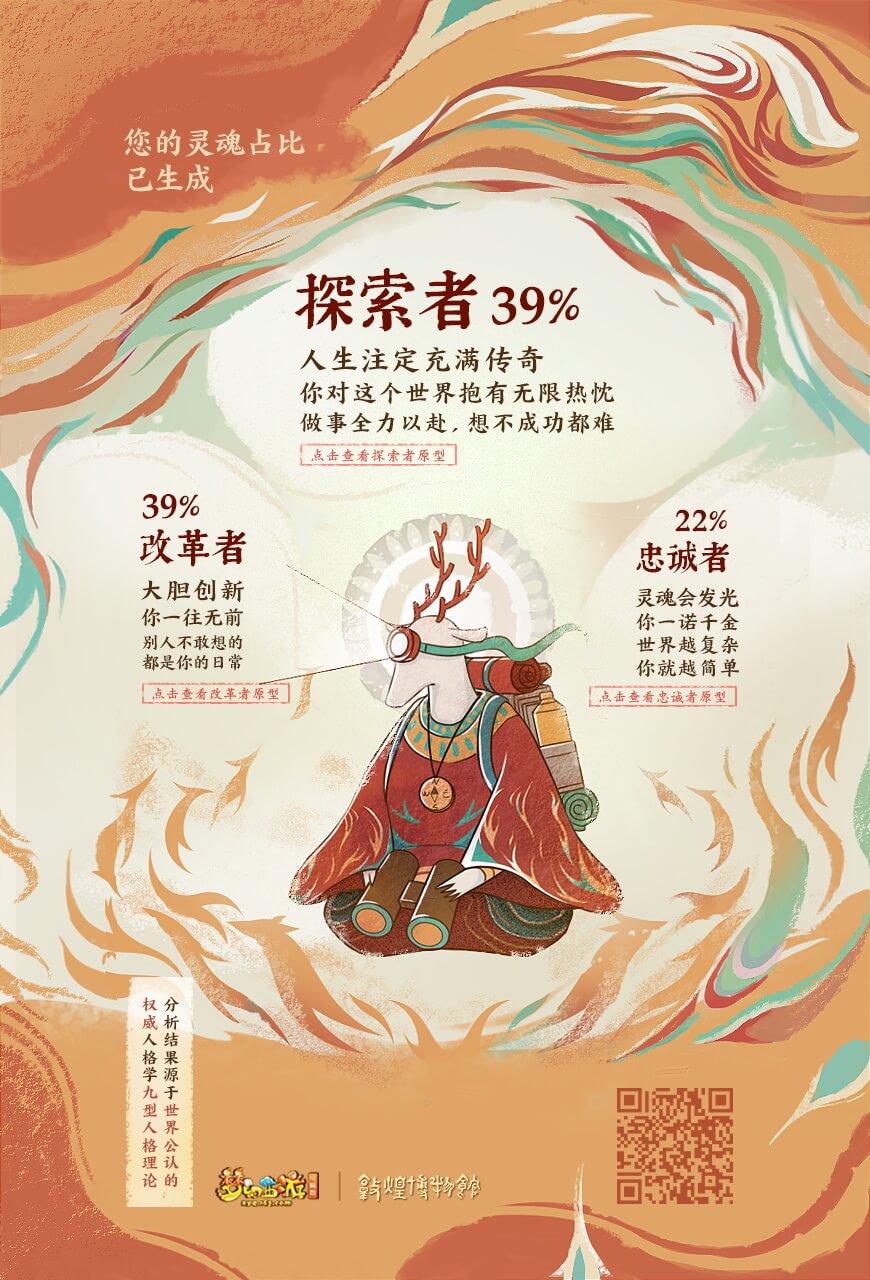 您的灵魂占比
已生成
探索者 39%
人生注定充满传奇
你对这个世界抱有无限热忱
做事全力以赴，想不成功都难
点击查看探索者原型
39%
改革者
大胆创新
你一往无前
别人不敢想的
都是你的日常
点击查看改革者原型
22%
忠诚者
灵魂会发光
你一诺千金
世界越复杂
你就越简单
点击查看忠诚者原型
分析结果源于世界公认的
权威人格学九型人格理论
梦幻西游
敦煌博物馆